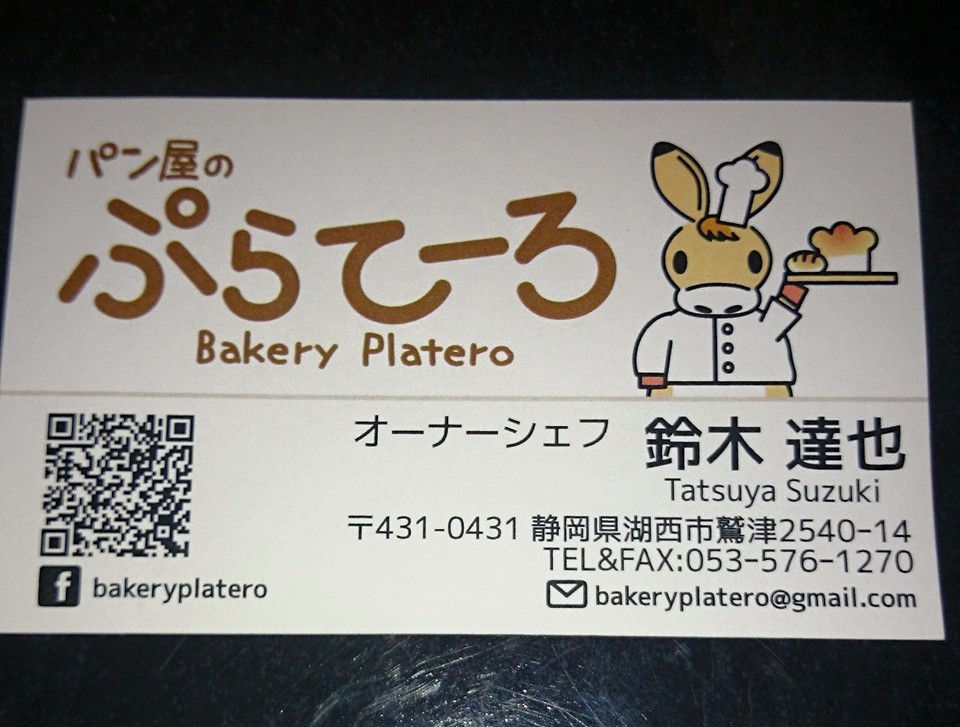 パン屋の
ぷらてーろ
Bakery Platero
オーナーシェフ 鈴木 達也
Tatsuya Suzuki
〒431-0431 静岡県湖西市鷲津2540-14
TEL&FAX:053-576-1270
f bakeryplatero
bakeryplatero@gmail.com